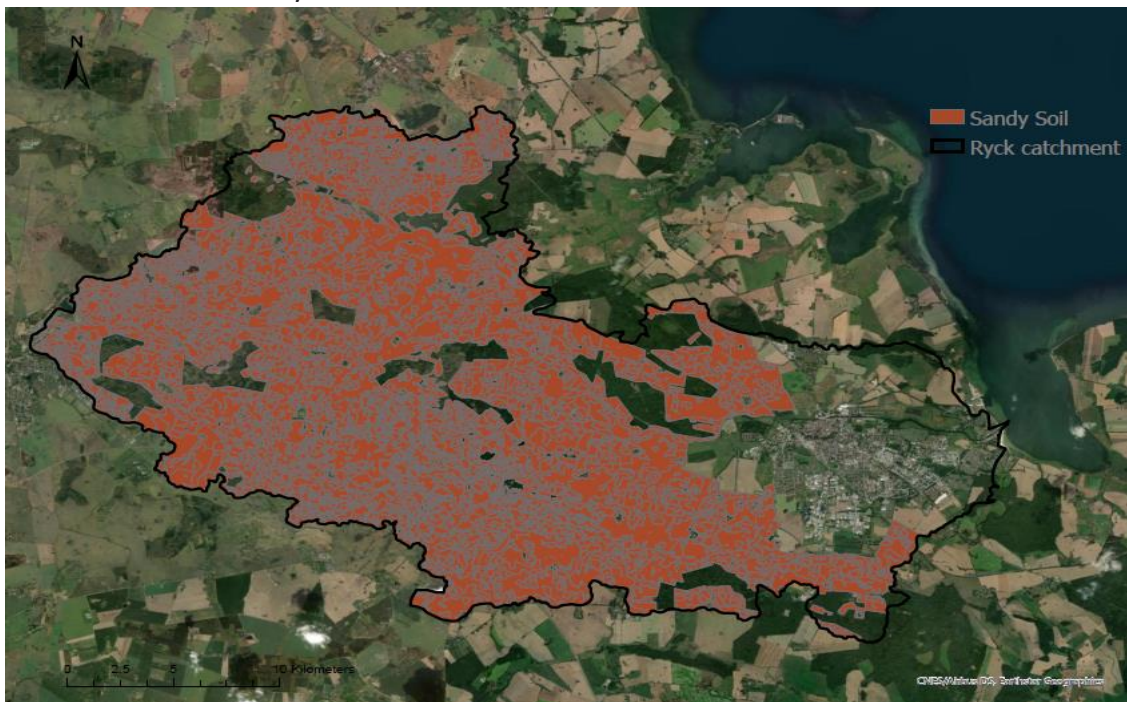 N
Sandy Soil
Ryck catchment
0 2.5 5 10 Kilometers
CNES/Airbus DS, Earthstar Geographics